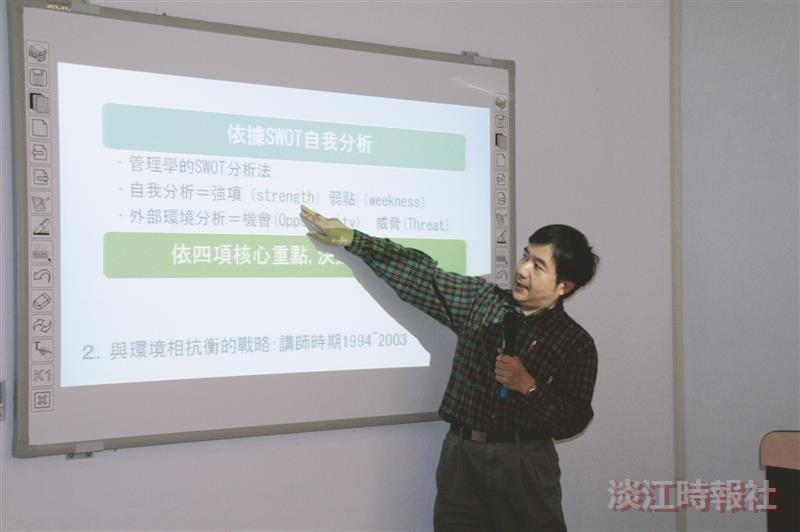 依據SWOT自我分析
·管理學的SWOT分析法
·自我分析=強項 (strength) 弱點 (weekness)
·外部環境分析=機會(Oppo ty) 威脅(Threat)
依四項核心重點,決
2. 與環境相抗衡的戰略:講師時期1994~2003
K1
淡江時報社